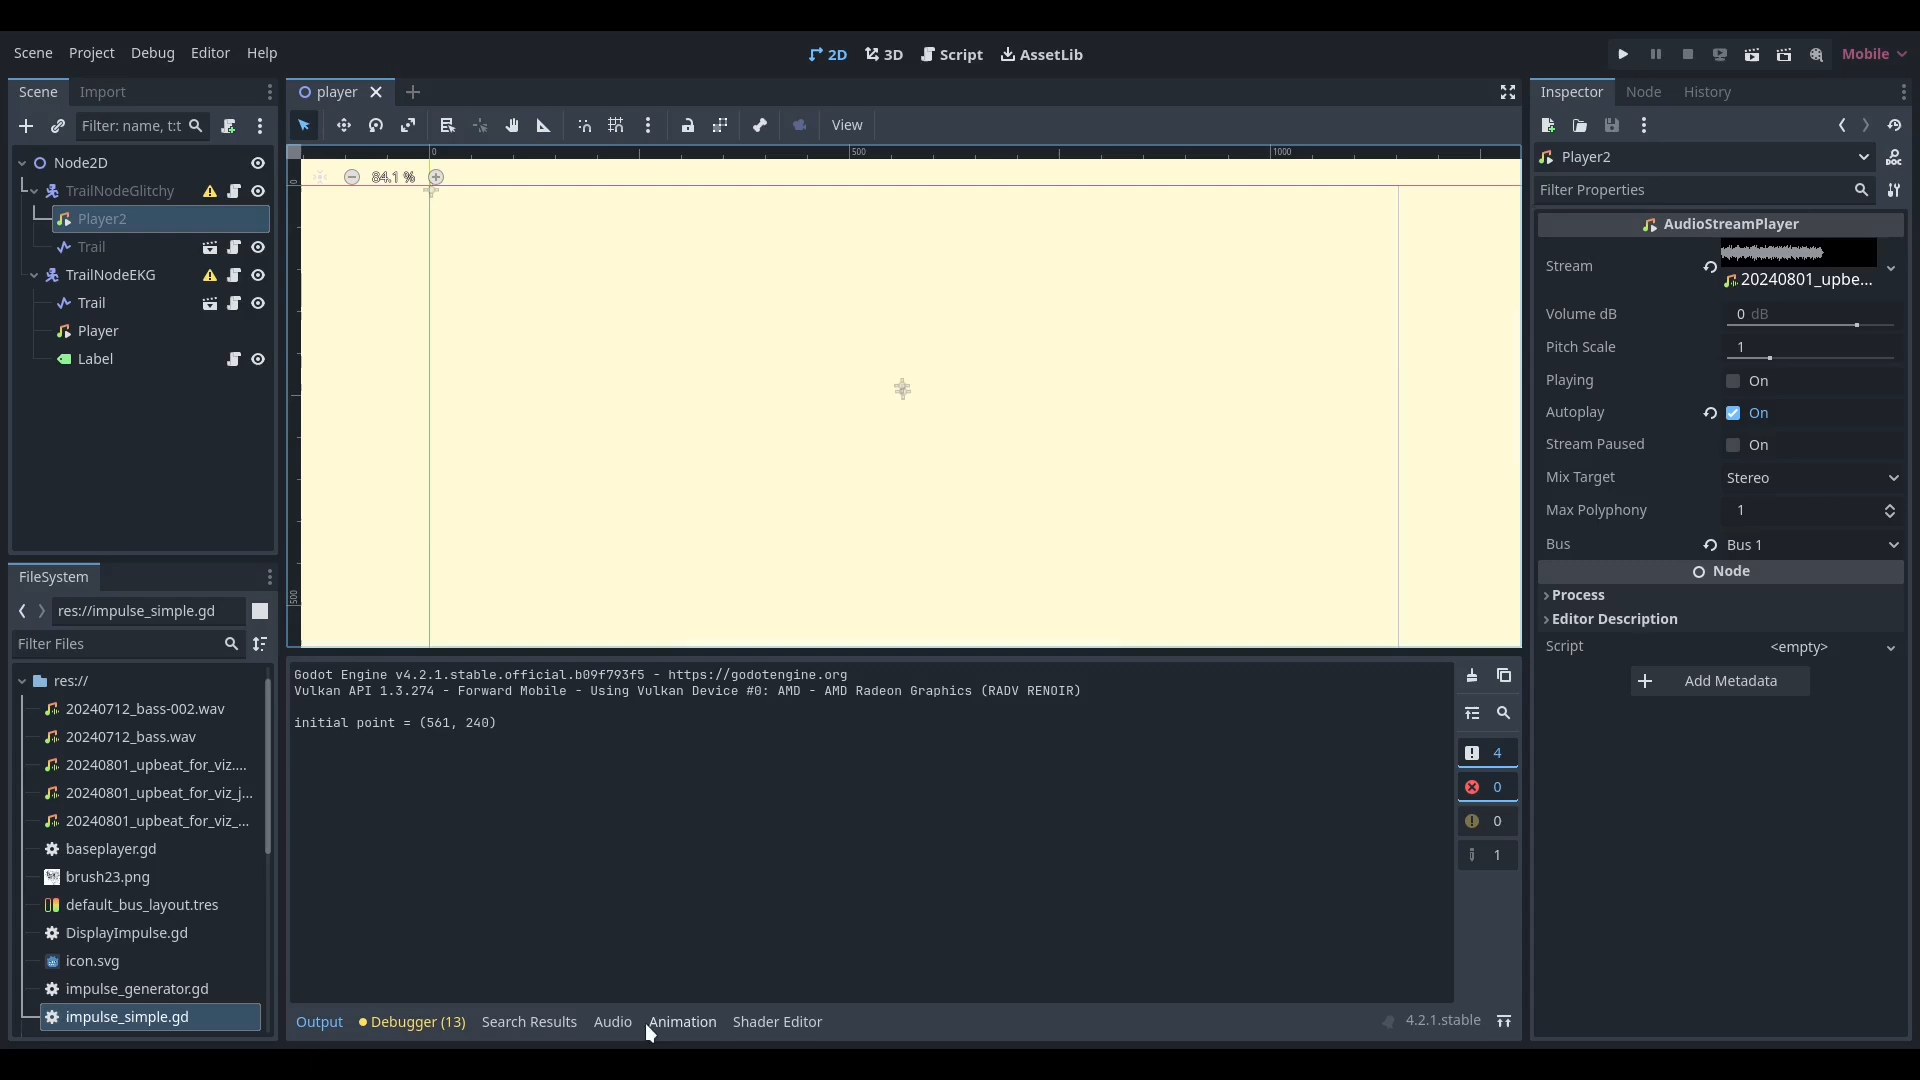 Scene Project Debug Editor Help
2D 3D Script AssetLib
Mobile
Scene Import
Filter: name, t:t
Node2D
TrailNodeGlitchy
Player2
Trail
TrailNodeEKG
Trail
Player
Label
FileSystem
res://impulse_simple.gd
Filter Files
res://
20240712_bass-002.wav
20240712_bass.wav
20240801_upbeat_for_viz....
20240801_upbeat_for_viz_j...
20240801_upbeat_for_viz_...
baseplayer.gd
brush23.png
default_bus_layout.tres
DisplayImpulse.gd
icon.svg
impulse_generator.gd
impulse_simple.gd
player
View
0 500 1000
0
84.1 %
500
Godot Engine v4.2.1.stable.official.b09f793f5 - https://godotengine.org
Vulkan API 1.3.274 - Forward Mobile - Using Vulkan Device #0: AMD - AMD Radeon Graphics (RADV RENOIR)
initial point = (561, 240)
4
0
0
1
Output Debugger (13) Search Results Audio Animation Shader Editor
4.2.1.stable
Inspector Node History
Player2
DOC
Filter Properties
AudioStreamPlayer
Stream
20240801_upbe...
Volume dB 0 dB
Pitch Scale 1
Playing On
Autoplay On
Stream Paused On
Mix Target Stereo
Max Polyphony 1
Bus Bus 1
Node
Process
Editor Description
Script <empty>
Add Metadata